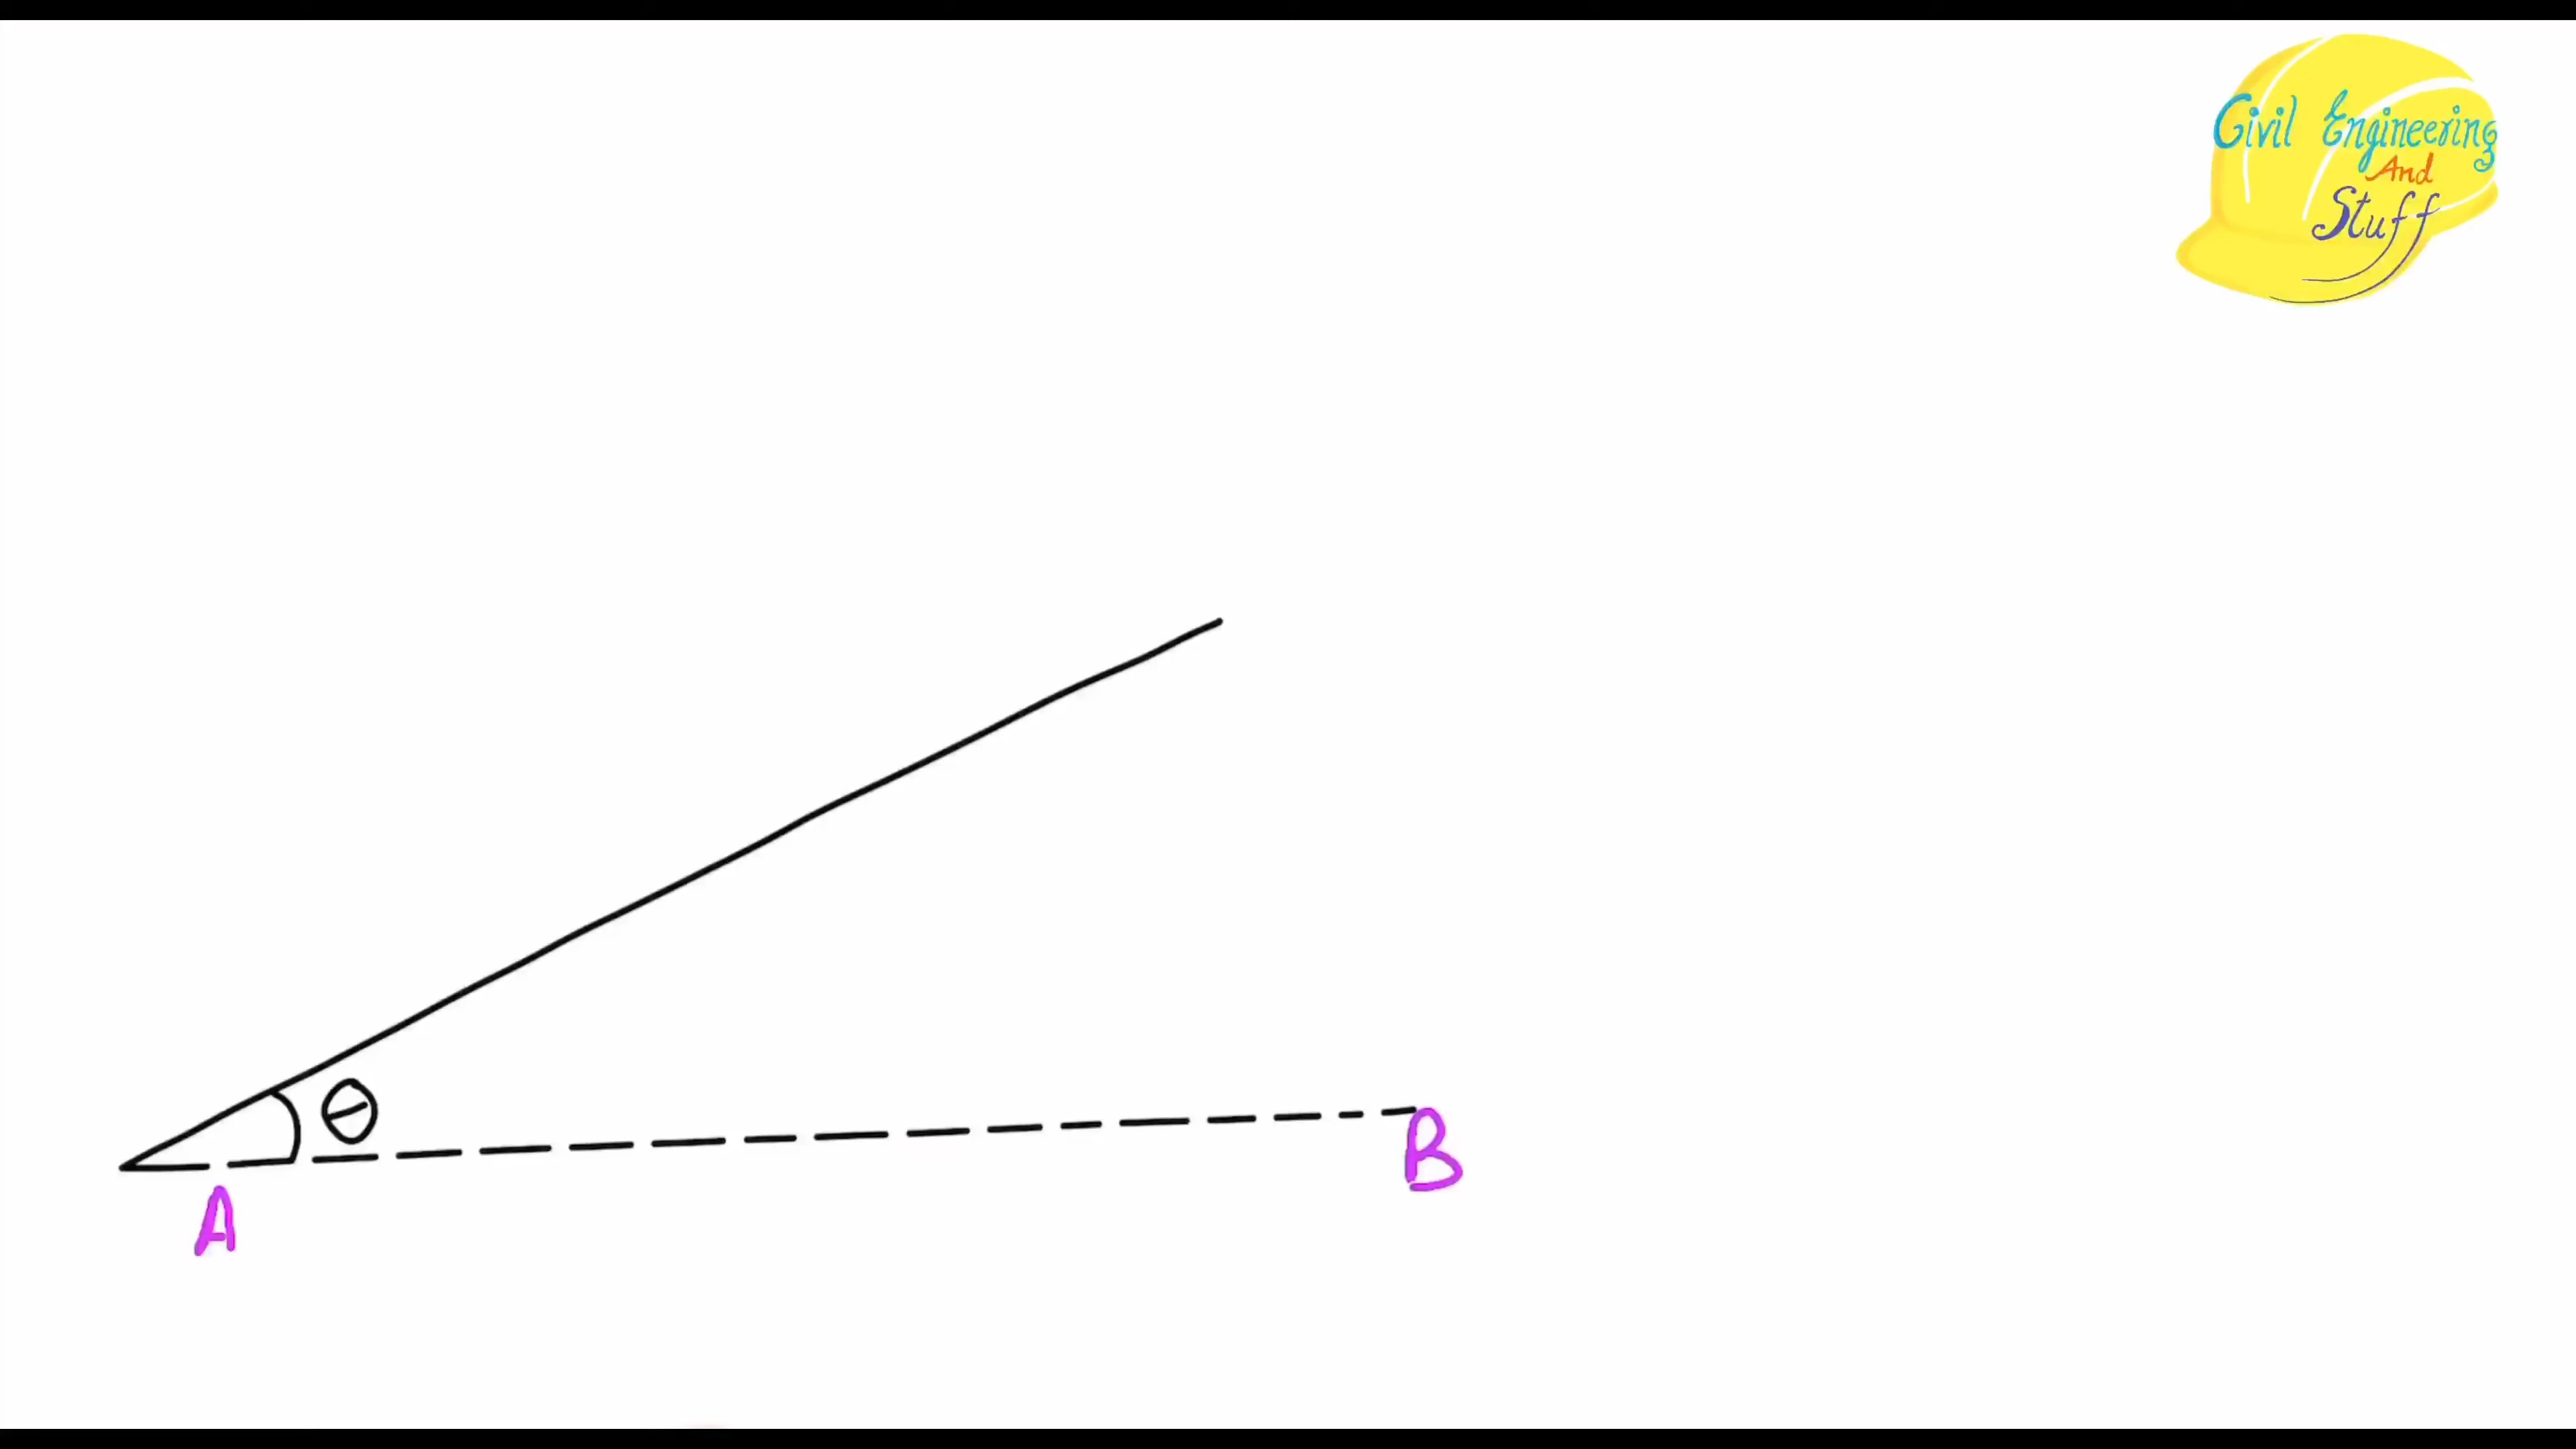 Civil Engineering
And
Stuff
θ
A
B